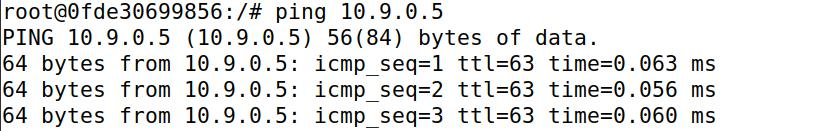 root@0fde30699856:/# ping 10.9.0.5
PING 10.9.0.5 (10.9.0.5) 56(84) bytes of data.
64 bytes from 10.9.0.5: icmp_seq=1 ttl=63 time=0.063 ms
64 bytes from 10.9.0.5: icmp_seq=2 ttl=63 time=0.056 ms
64 bytes from 10.9.0.5: icmp_seq=3 ttl=63 time=0.060 ms